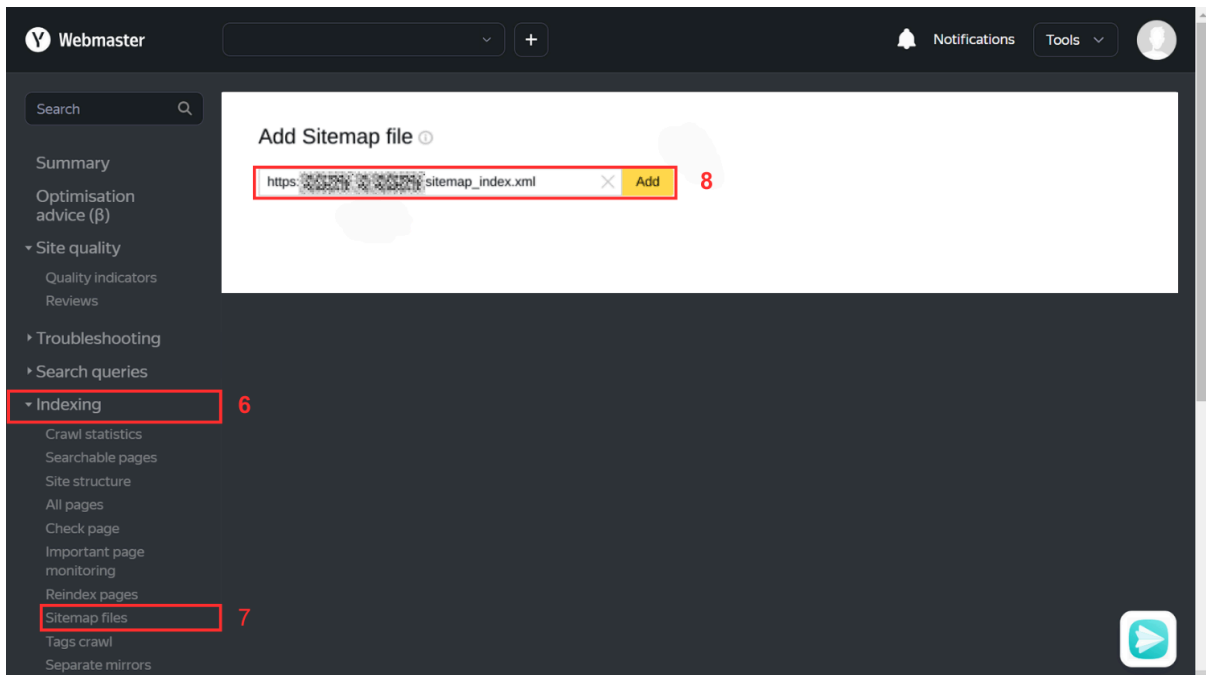 Y Webmaster
+
Notifications
Tools
Search
Summary
Optimisation
advice (β)
Site quality
Quality indicators
Reviews
Troubleshooting
Search queries
Indexing
6
Crawl statistics
Searchable pages
Site structure
All pages
Check page
Important page
monitoring
Reindex pages
Sitemap files
7
Tags crawl
Separate mirrors
Add Sitemap file
https: sitemap_index.xml
Add
8